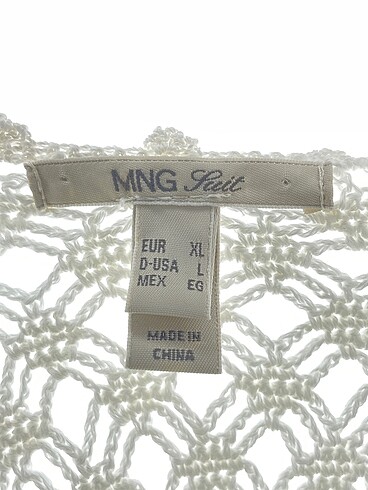 MNG Suit
EUR XL
D-USA L
MEX EG
MADE IN
CHINA